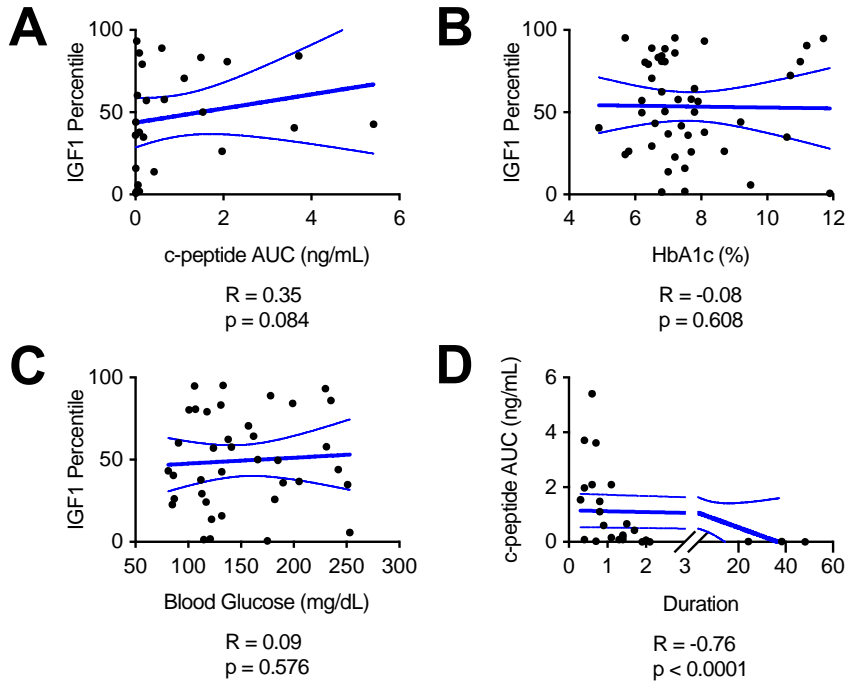 A
IGF1 Percentile
100
50
0
0 2 4 6
c-peptide AUC (ng/mL)
R = 0.35
p = 0.084
B
IGF1 Percentile
100
50
0
4 6 8 10 12
HbA1c (%)
R = -0.08
p = 0.608
C
IGF1 Percentile
100
50
0
50 100 150 200 250 300
Blood Glucose (mg/dL)
R = 0.09
p = 0.576
D
c-peptide AUC (ng/mL)
6
4
2
0
0 1 2 3 20 40 60
Duration
R = -0.76
p < 0.0001